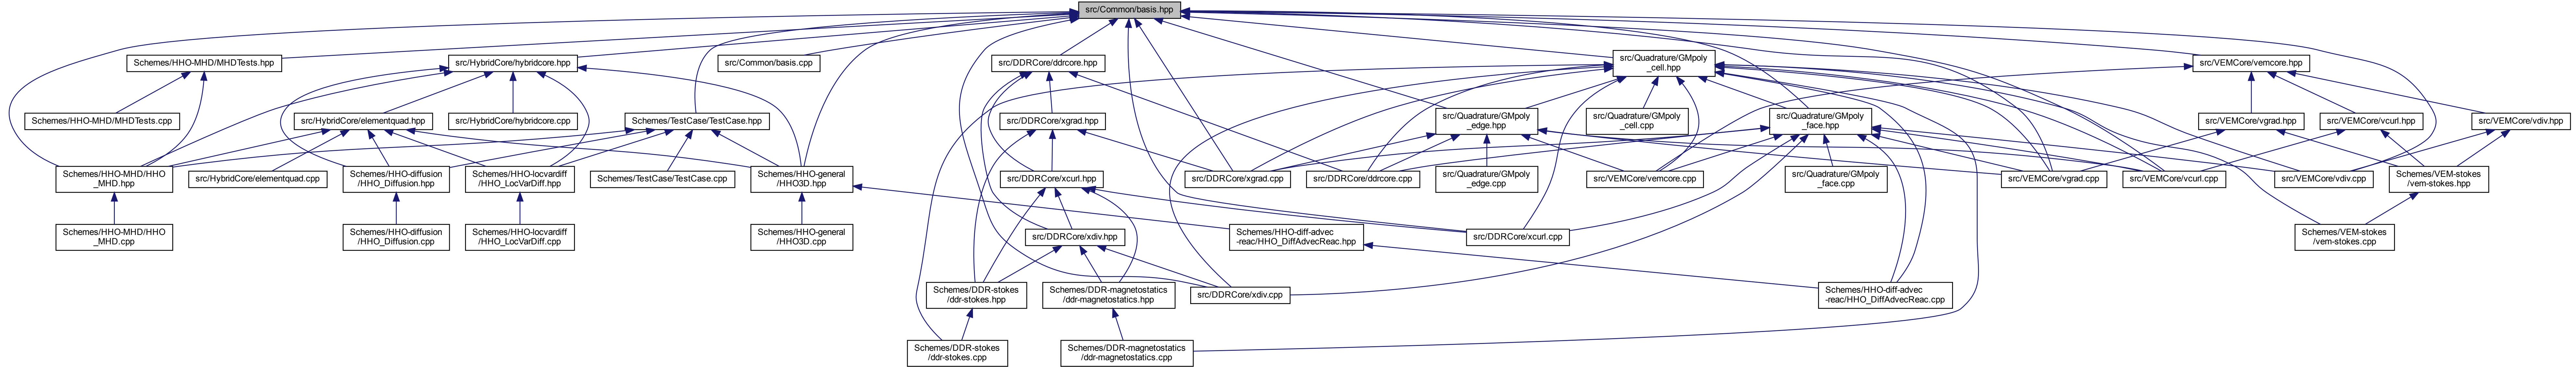 src/Common/basis.hpp
Schemes/HHO-MHD/MHDTests.hpp
src/HybridCore/hybridcore.hpp
src/Common/basis.cpp
src/DDRCore/ddrcore.hpp
src/Quadrature/GMpoly
_cell.hpp
src/VEMCore/vemcore.hpp
Schemes/HHO-MHD/MHDTests.cpp
src/HybridCore/elementquad.hpp
src/HybridCore/hybridcore.cpp
Schemes/TestCase/TestCase.hpp
src/DDRCore/xgrad.hpp
src/Quadrature/GMpoly
_edge.hpp
src/Quadrature/GMpoly
_cell.cpp
src/Quadrature/GMpoly
_face.hpp
src/VEMCore/vgrad.hpp
src/VEMCore/vcurl.hpp
src/VEMCore/vdiv.hpp
Schemes/HHO-MHD/HHO
_MHD.hpp
src/HybridCore/elementquad.cpp
Schemes/HHO-diffusion
/HHO_Diffusion.hpp
Schemes/HHO-locvardiff
/HHO_LocVarDiff.hpp
Schemes/TestCase/TestCase.cpp
Schemes/HHO-general
/HHO3D.hpp
src/DDRCore/xcurl.hpp
src/DDRCore/xgrad.cpp
src/DDRCore/ddrcore.cpp
src/Quadrature/GMpoly
_edge.cpp
src/VEMCore/vemcore.cpp
src/Quadrature/GMpoly
_face.cpp
src/VEMCore/vgrad.cpp
src/VEMCore/vcurl.cpp
src/VEMCore/vdiv.cpp
Schemes/VEM-stokes
/vem-stokes.hpp
Schemes/HHO-MHD/HHO
_MHD.cpp
Schemes/HHO-diffusion
/HHO_Diffusion.cpp
Schemes/HHO-locvardiff
/HHO_LocVarDiff.cpp
Schemes/HHO-general
/HHO3D.cpp
src/DDRCore/xdiv.hpp
Schemes/HHO-diff-advec
-reac/HHO_DiffAdvecReac.hpp
src/DDRCore/xcurl.cpp
Schemes/VEM-stokes
/vem-stokes.cpp
Schemes/DDR-stokes
/ddr-stokes.hpp
Schemes/DDR-magnetostatics
/ddr-magnetostatics.hpp
src/DDRCore/xdiv.cpp
Schemes/HHO-diff-advec
-reac/HHO_DiffAdvecReac.cpp
Schemes/DDR-stokes
/ddr-stokes.cpp
Schemes/DDR-magnetostatics
/ddr-magnetostatics.cpp